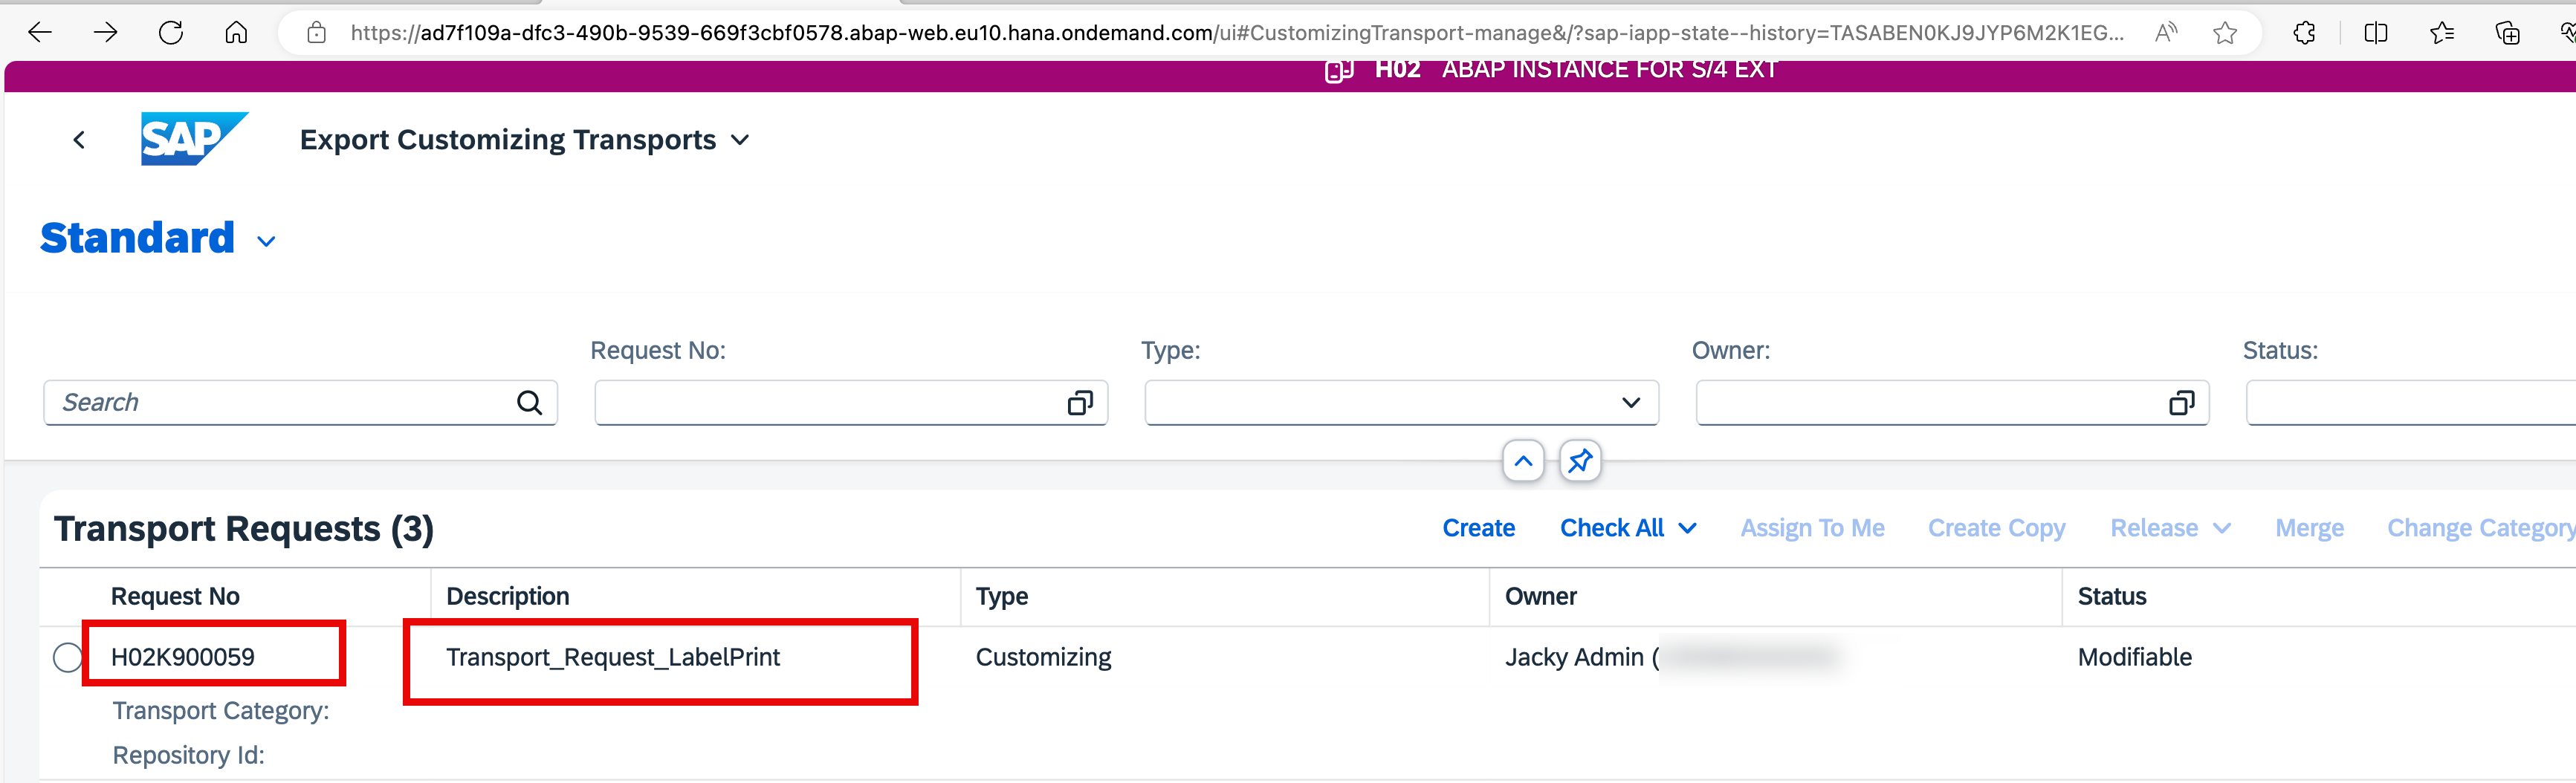 https://ad7f109a-dfc3-490b-9539-669f3cbf0578.abap-web.eu10.hana.ondemand.com/ui#CustomizingTransport-manage&/?sap-iapp-state--history=TASABEN0KJ9JYP6M2K1EG...
H02 ABAP INSTANCE FOR S/4 EXT
SAP Export Customizing Transports
Standard
Request No: Type: Owner: Status:
Search
Transport Requests (3) Create Check All Assign To Me Create Copy Release Merge Change Category
Request No Description Type Owner Status
H02K900059 Transport_Request_LabelPrint Customizing Jacky Admin ( Modifiable
Transport Category:
Repository Id: